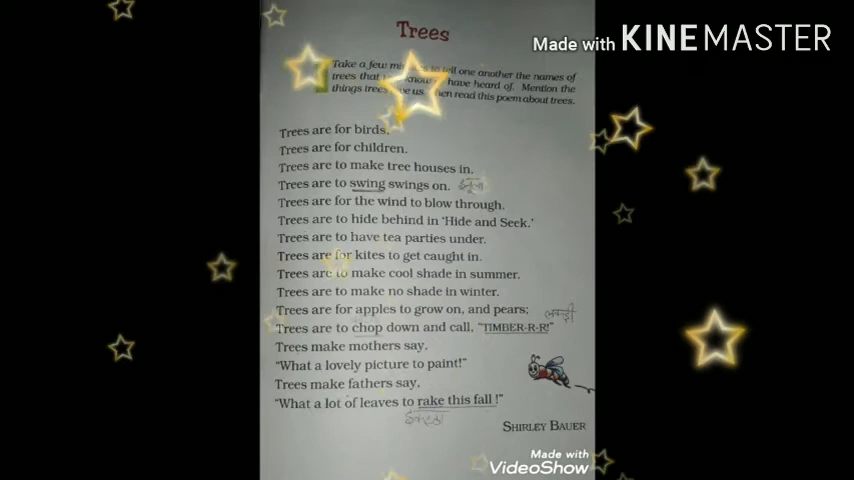 Made with KINEMASTER
Trees
Take a few to tell one another the names of
trees that know have heard of. Mention the
things trees us. then read this poem about trees.
Trees are for birds.
Trees are for children.
Trees are to make tree houses in.
Trees are to swing swings on. झूला
Trees are for the wind to blow through.
Trees are to hide behind in 'Hide and Seek.'
Trees are to have tea parties under.
Trees are for kites to get caught in.
Trees are to make cool shade in summer.
Trees are to make no shade in winter.
Trees are for apples to grow on, and pears;
लकड़ी
Trees are to chop down and call, "TIMBER-R-R!"
Trees make mothers say,
"What a lovely picture to paint!"
Trees make fathers say,
"What a lot of leaves to rake this fall !"
SHIRLEY BAUER
Made with
VideoShow